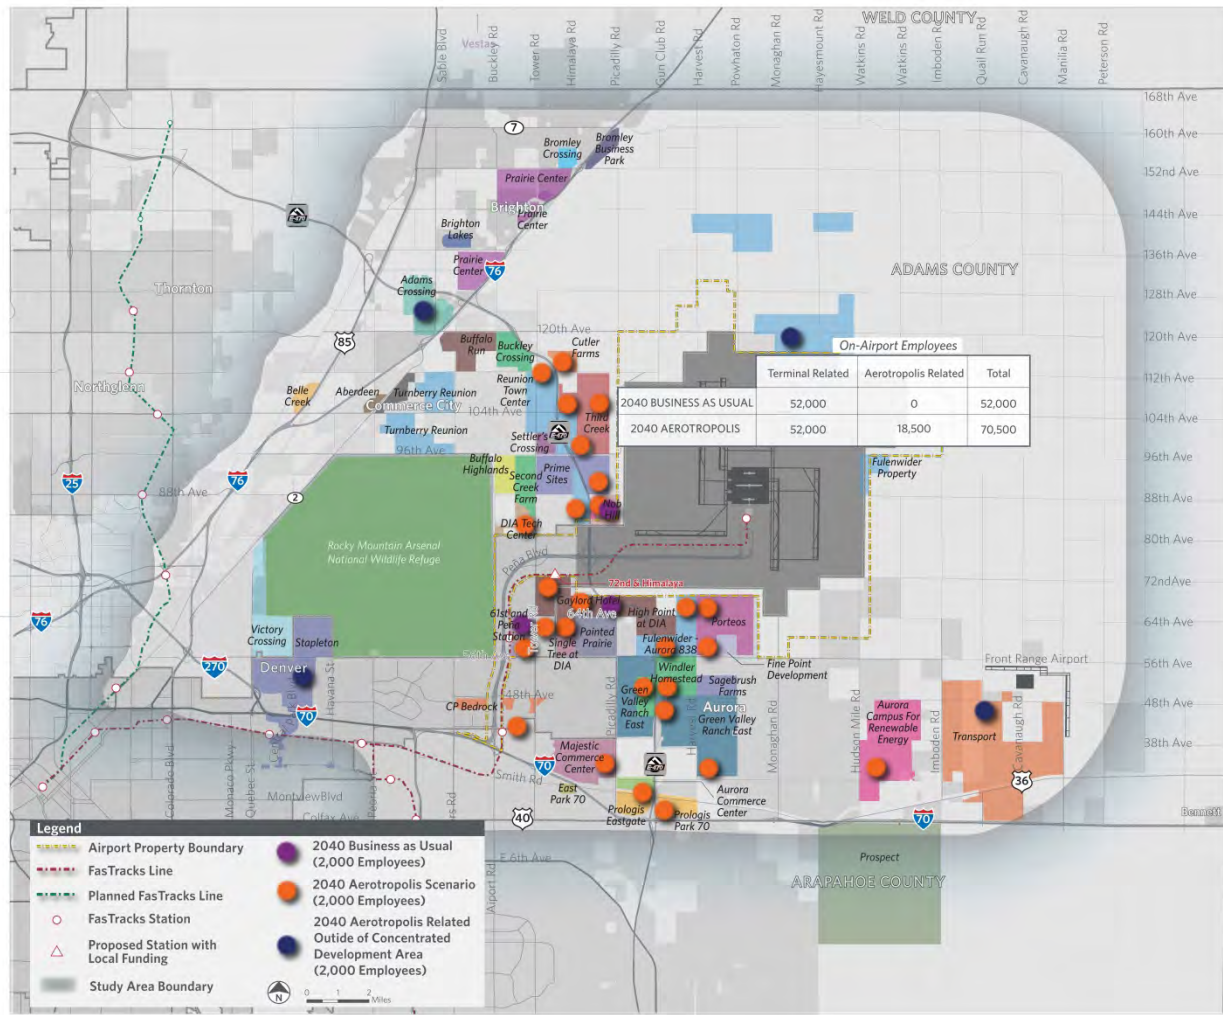 WELD COUNTY
Vestas
Sable Blvd
Buckley Rd
Tower Rd
Himalaya Rd
Picadilly Rd
Gun Club Rd
Harvest Rd
Powhaton Rd
Monaghan Rd
Hayesmount Rd
Watkins Rd
Watkins Rd
Imboden Rd
Quail Run Rd
Cavanaugh Rd
Manilia Rd
Peterson Rd
168th Ave
160th Ave
152nd Ave
144th Ave
136th Ave
128th Ave
120th Ave
112th Ave
104th Ave
96th Ave
88th Ave
80th Ave
72ndAve
64th Ave
56th Ave
48th Ave
38th Ave
7
Bromley
Crossing
Bromley
Business
Park
Prairie Center
Brighton
Prairie
Center
Brighton
Lakes
Prairie
Center
76
E-470
Adams
Crossing
ADAMS COUNTY
Thornton
85
120th Ave
Buffalo
Run
Buckley
Crossing
Cutler
Farms
On-Airport Employees
Terminal Related
Aerotropolis Related
Total
2040 BUSINESS AS USUAL
52,000
0
52,000
2040 AEROTROPOLIS
52,000
18,500
70,500
Northglenn
Belle
Creek
Aberdeen
Turnberry Reunion
Commerce City
Turnberry Reunion
Reunion
Town
Center
104th Ave
Third
Creek
E-470
Settler's
Crossing
96th Ave
Buffalo
Highlands
Second
Creek
Farm
Prime
Sites
Fulenwider
Property
25
76
88th Ave
2
Nob
Hill
DIA Tech
Center
Rocky Mountain Arsenal
National Wildlife Refuge
Peña Blvd
72nd & Himalaya
76
Gaylord Hotel
64th Ave
61st and
Pena
Station
Single
Tree at
DIA
Painted
Prairie
High Point
at DIA
Porteos
Fulenwider -
Aurora 838
Fine Point
Development
Victory
Crossing
Stapleton
270
Denver
Havana St.
Windler
Homestead
Sagebrush
Farms
Front Range Airport
48th Ave
CP Bedrock
Green
Valley
Ranch
East
Picadilly Rd
Aurora
Green Valley
Ranch East
Monaghan Rd
Hudson Mile Rd
Aurora
Campus For
Renewable
Energy
Imboden Rd
Transport
Cavanaugh Rd
70
Majestic
Commerce
Center
E-470
70
Smith Rd
East
Park 70
Aurora
Commerce
Center
36
Colorado Blvd
Monaco Pkwy
Quebec St.
MontviewBlvd
Peoria
Colfax Ave
40
Prologis
Eastgate
Prologis
Park 70
70
Bennett
E 6th Ave
Prospect
ARAPAHOE COUNTY
Legend
Airport Property Boundary
FasTracks Line
Planned FasTracks Line
FasTracks Station
Proposed Station with
Local Funding
Study Area Boundary
2040 Business as Usual
(2,000 Employees)
2040 Aerotropolis Scenario
(2,000 Employees)
2040 Aerotropolis Related
Outside of Concentrated
Development Area
(2,000 Employees)
N
0 1 2
Miles